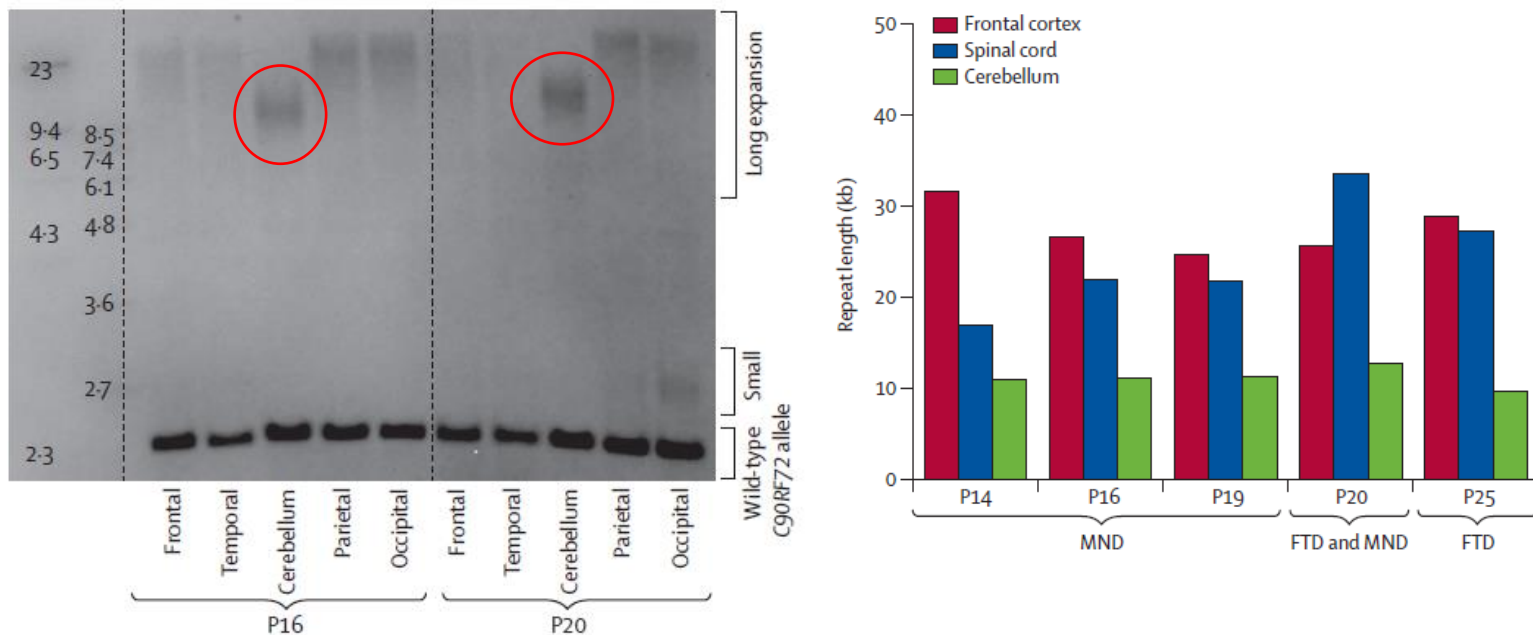 23
9·4
6·5
4·3
2·3
8·5
7·4
6·1
4·8
3·6
2·7
Long expansion
Small
Wild-type
C9ORF72 allele
Frontal
Temporal
Cerebellum
Parietal
Occipital
Frontal
Temporal
Cerebellum
Parietal
Occipital
P16
P20
Frontal cortex
Spinal cord
Cerebellum
Repeat length (kb)
50
40
30
20
10
0
P14
P16
P19
P20
P25
MND
FTD and MND
FTD